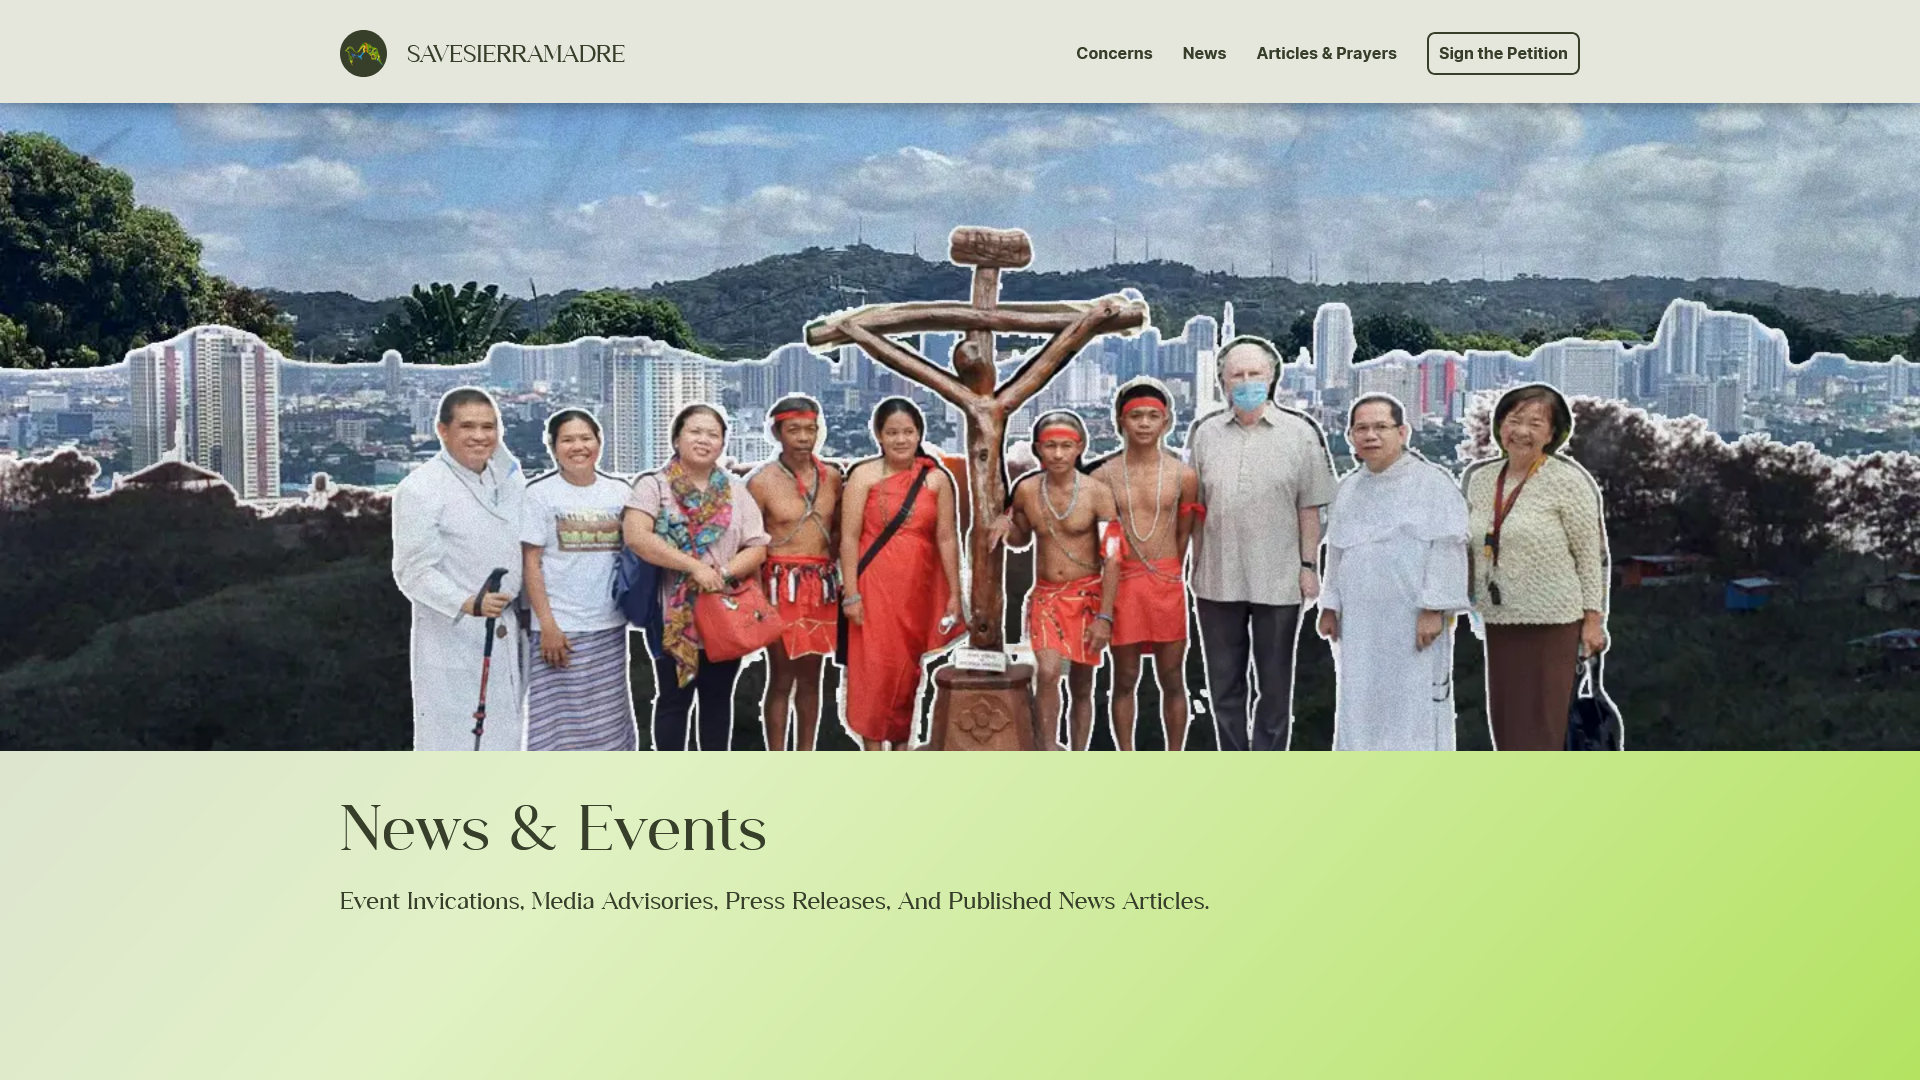 SAVESIERRAMADRE
Concerns
News
Articles & Prayers
Sign the Petition
News & Events
Event Invications, Media Advisories, Press Releases, And Published News Articles.